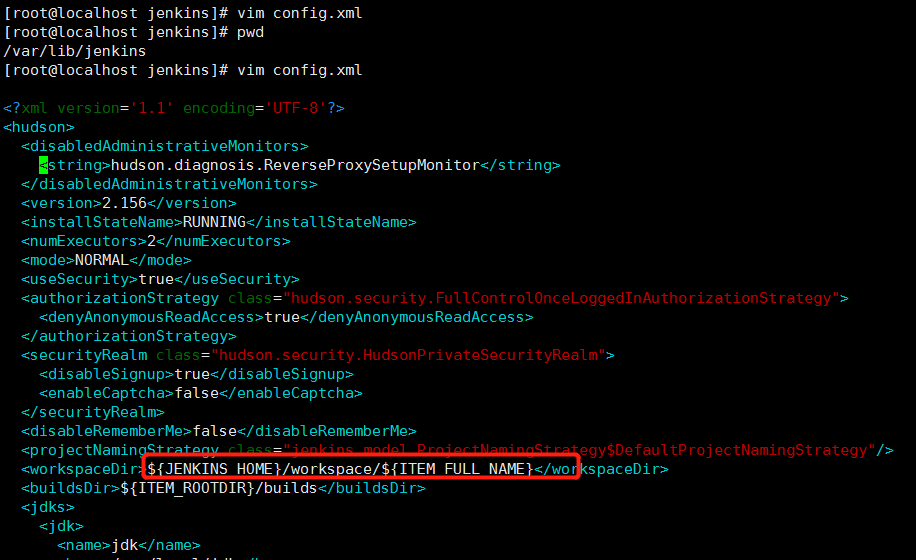 [root@localhost jenkins]# vim config.xml
[root@localhost jenkins]# pwd
/var/lib/jenkins
[root@localhost jenkins]# vim config.xml
<?xml version='1.1' encoding='UTF-8'?>
<hudson>
  <disabledAdministrativeMonitors>
    <string>hudson.diagnosis.ReverseProxySetupMonitor</string>
  </disabledAdministrativeMonitors>
  <version>2.156</version>
  <installStateName>RUNNING</installStateName>
  <numExecutors>2</numExecutors>
  <mode>NORMAL</mode>
  <useSecurity>true</useSecurity>
  <authorizationStrategy class="hudson.security.FullControlOnceLoggedInAuthorizationStrategy">
    <denyAnonymousReadAccess>true</denyAnonymousReadAccess>
  </authorizationStrategy>
  <securityRealm class="hudson.security.HudsonPrivateSecurityRealm">
    <disableSignup>true</disableSignup>
    <enableCaptcha>false</enableCaptcha>
  </securityRealm>
  <disableRememberMe>false</disableRememberMe>
  <projectNamingStrategy class="jenkins.model.ProjectNamingStrategy$DefaultProjectNamingStrategy"/>
  <workspaceDir>${JENKINS_HOME}/workspace/${ITEM_FULL_NAME}</workspaceDir>
  <buildsDir>${ITEM_ROOTDIR}/builds</buildsDir>
  <jdks>
    <jdk>
      <name>jdk</name>